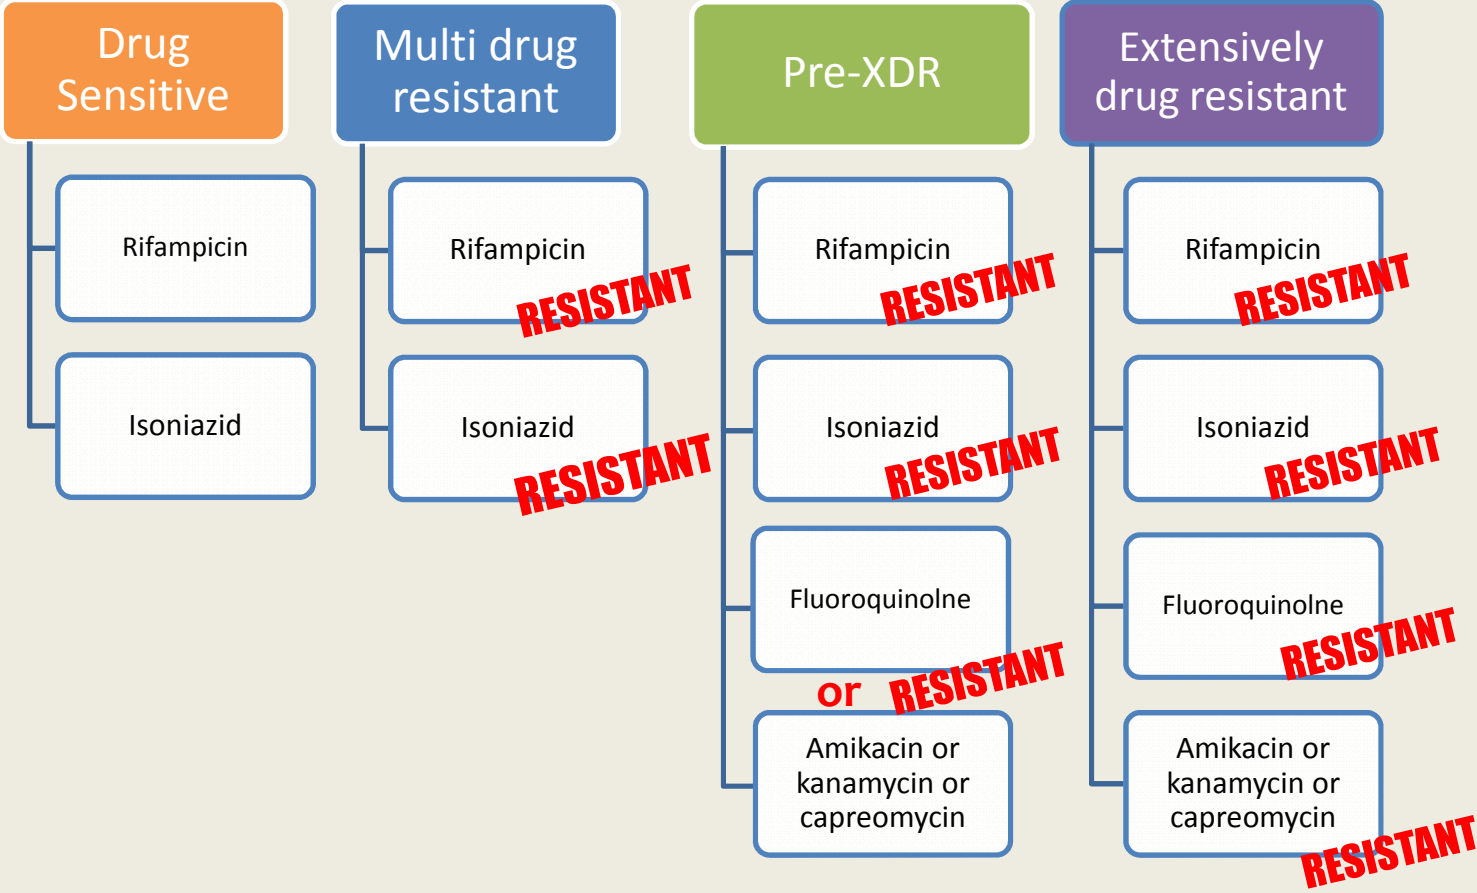 Drug
Sensitive
Rifampicin
Isoniazid
Multi drug
resistant
Rifampicin
RESISTANT
Isoniazid
RESISTANT
Pre-XDR
Rifampicin
RESISTANT
Isoniazid
RESISTANT
Fluoroquinolne
or RESISTANT
Amikacin or
kanamycin or
capreomycin
Extensively
drug resistant
Rifampicin
RESISTANT
Isoniazid
RESISTANT
Fluoroquinolne
RESISTANT
Amikacin or
kanamycin or
capreomycin
RESISTANT